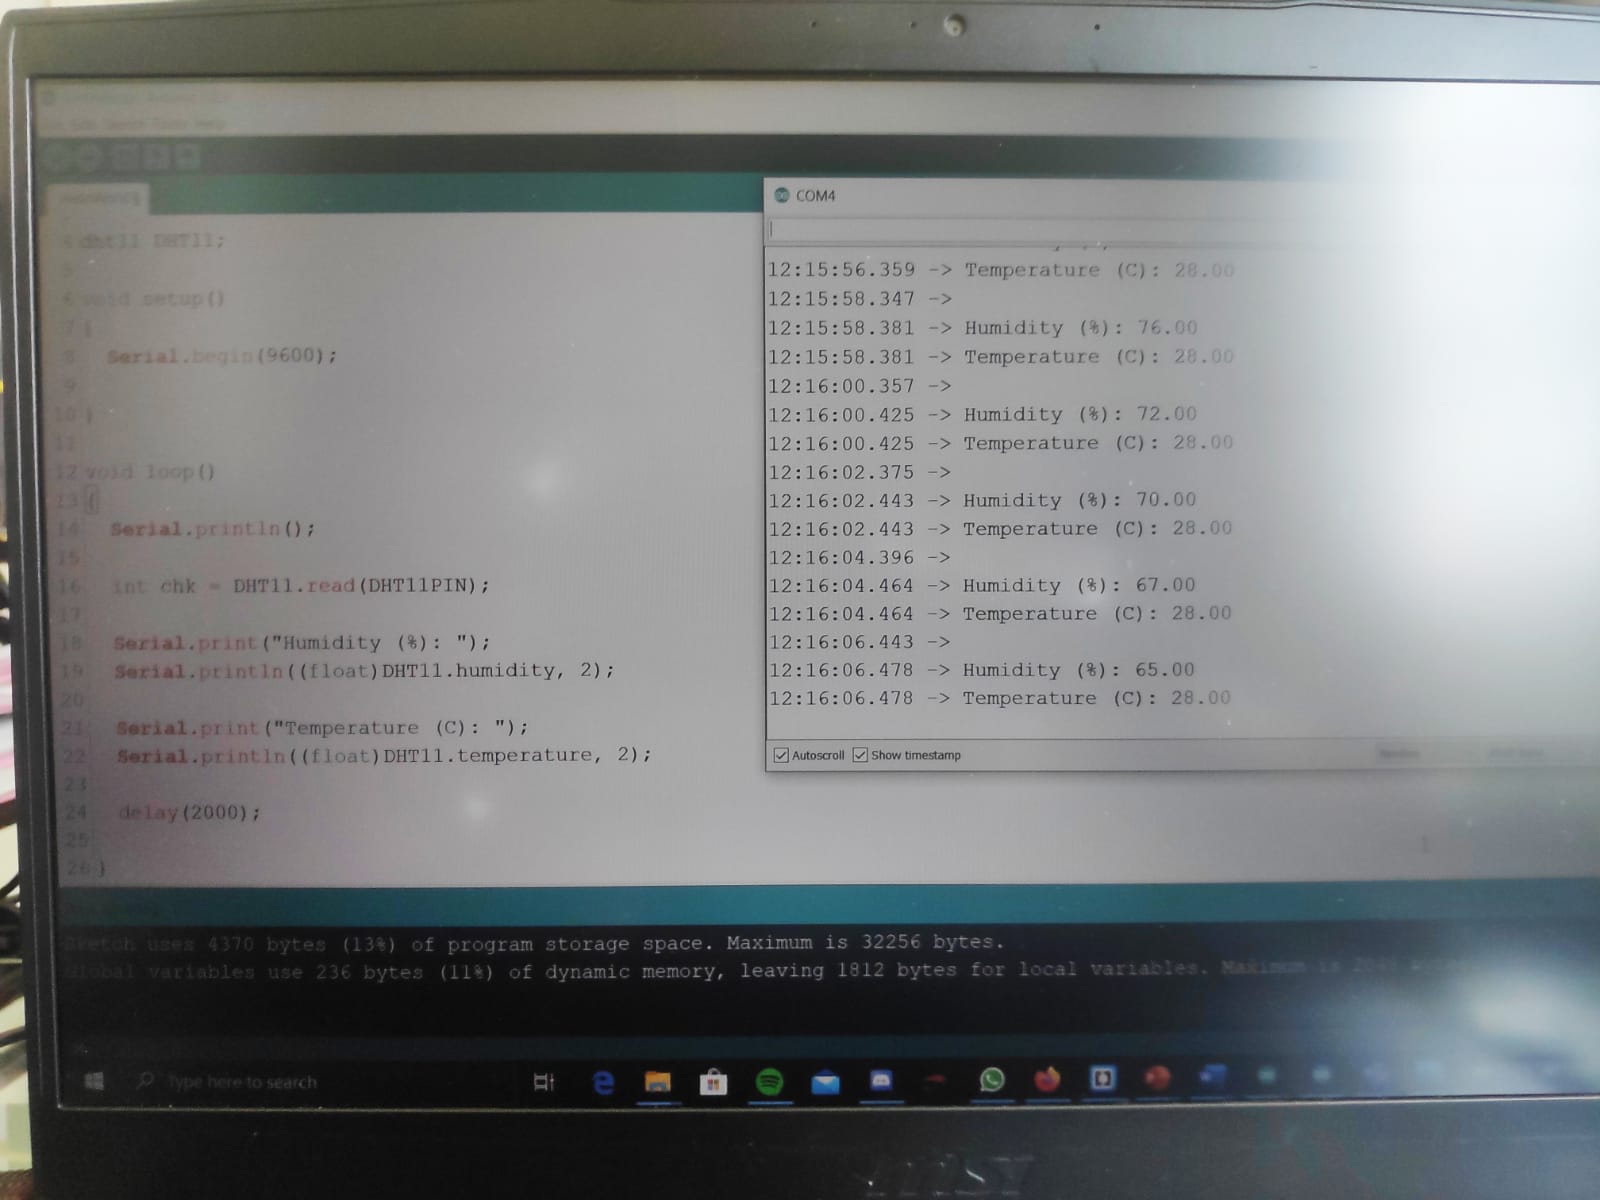 4 dht11 DHT11;
5
6 void setup()
7 {
8 Serial.begin(9600);
9
10 }
11
12 void loop()
13 {
14 Serial.println();
15
16 int chk = DHT11.read(DHT11PIN);
17
18 Serial.print("Humidity (%): ");
19 Serial.println((float)DHT11.humidity, 2);
20
21 Serial.print("Temperature (C): ");
22 Serial.println((float)DHT11.temperature, 2);
23
24 delay(2000);
25
26 }
COM4
12:15:56.359 -> Temperature (C): 28.00
12:15:58.347 ->
12:15:58.381 -> Humidity (%): 76.00
12:15:58.381 -> Temperature (C): 28.00
12:16:00.357 ->
12:16:00.425 -> Humidity (%): 72.00
12:16:00.425 -> Temperature (C): 28.00
12:16:02.375 ->
12:16:02.443 -> Humidity (%): 70.00
12:16:02.443 -> Temperature (C): 28.00
12:16:04.396 ->
12:16:04.464 -> Humidity (%): 67.00
12:16:04.464 -> Temperature (C): 28.00
12:16:06.443 ->
12:16:06.478 -> Humidity (%): 65.00
12:16:06.478 -> Temperature (C): 28.00
Autoscroll Show timestamp
Sketch uses 4370 bytes (13%) of program storage space. Maximum is 32256 bytes.
Global variables use 236 bytes (11%) of dynamic memory, leaving 1812 bytes for local variables. Maximum is
Type here to search